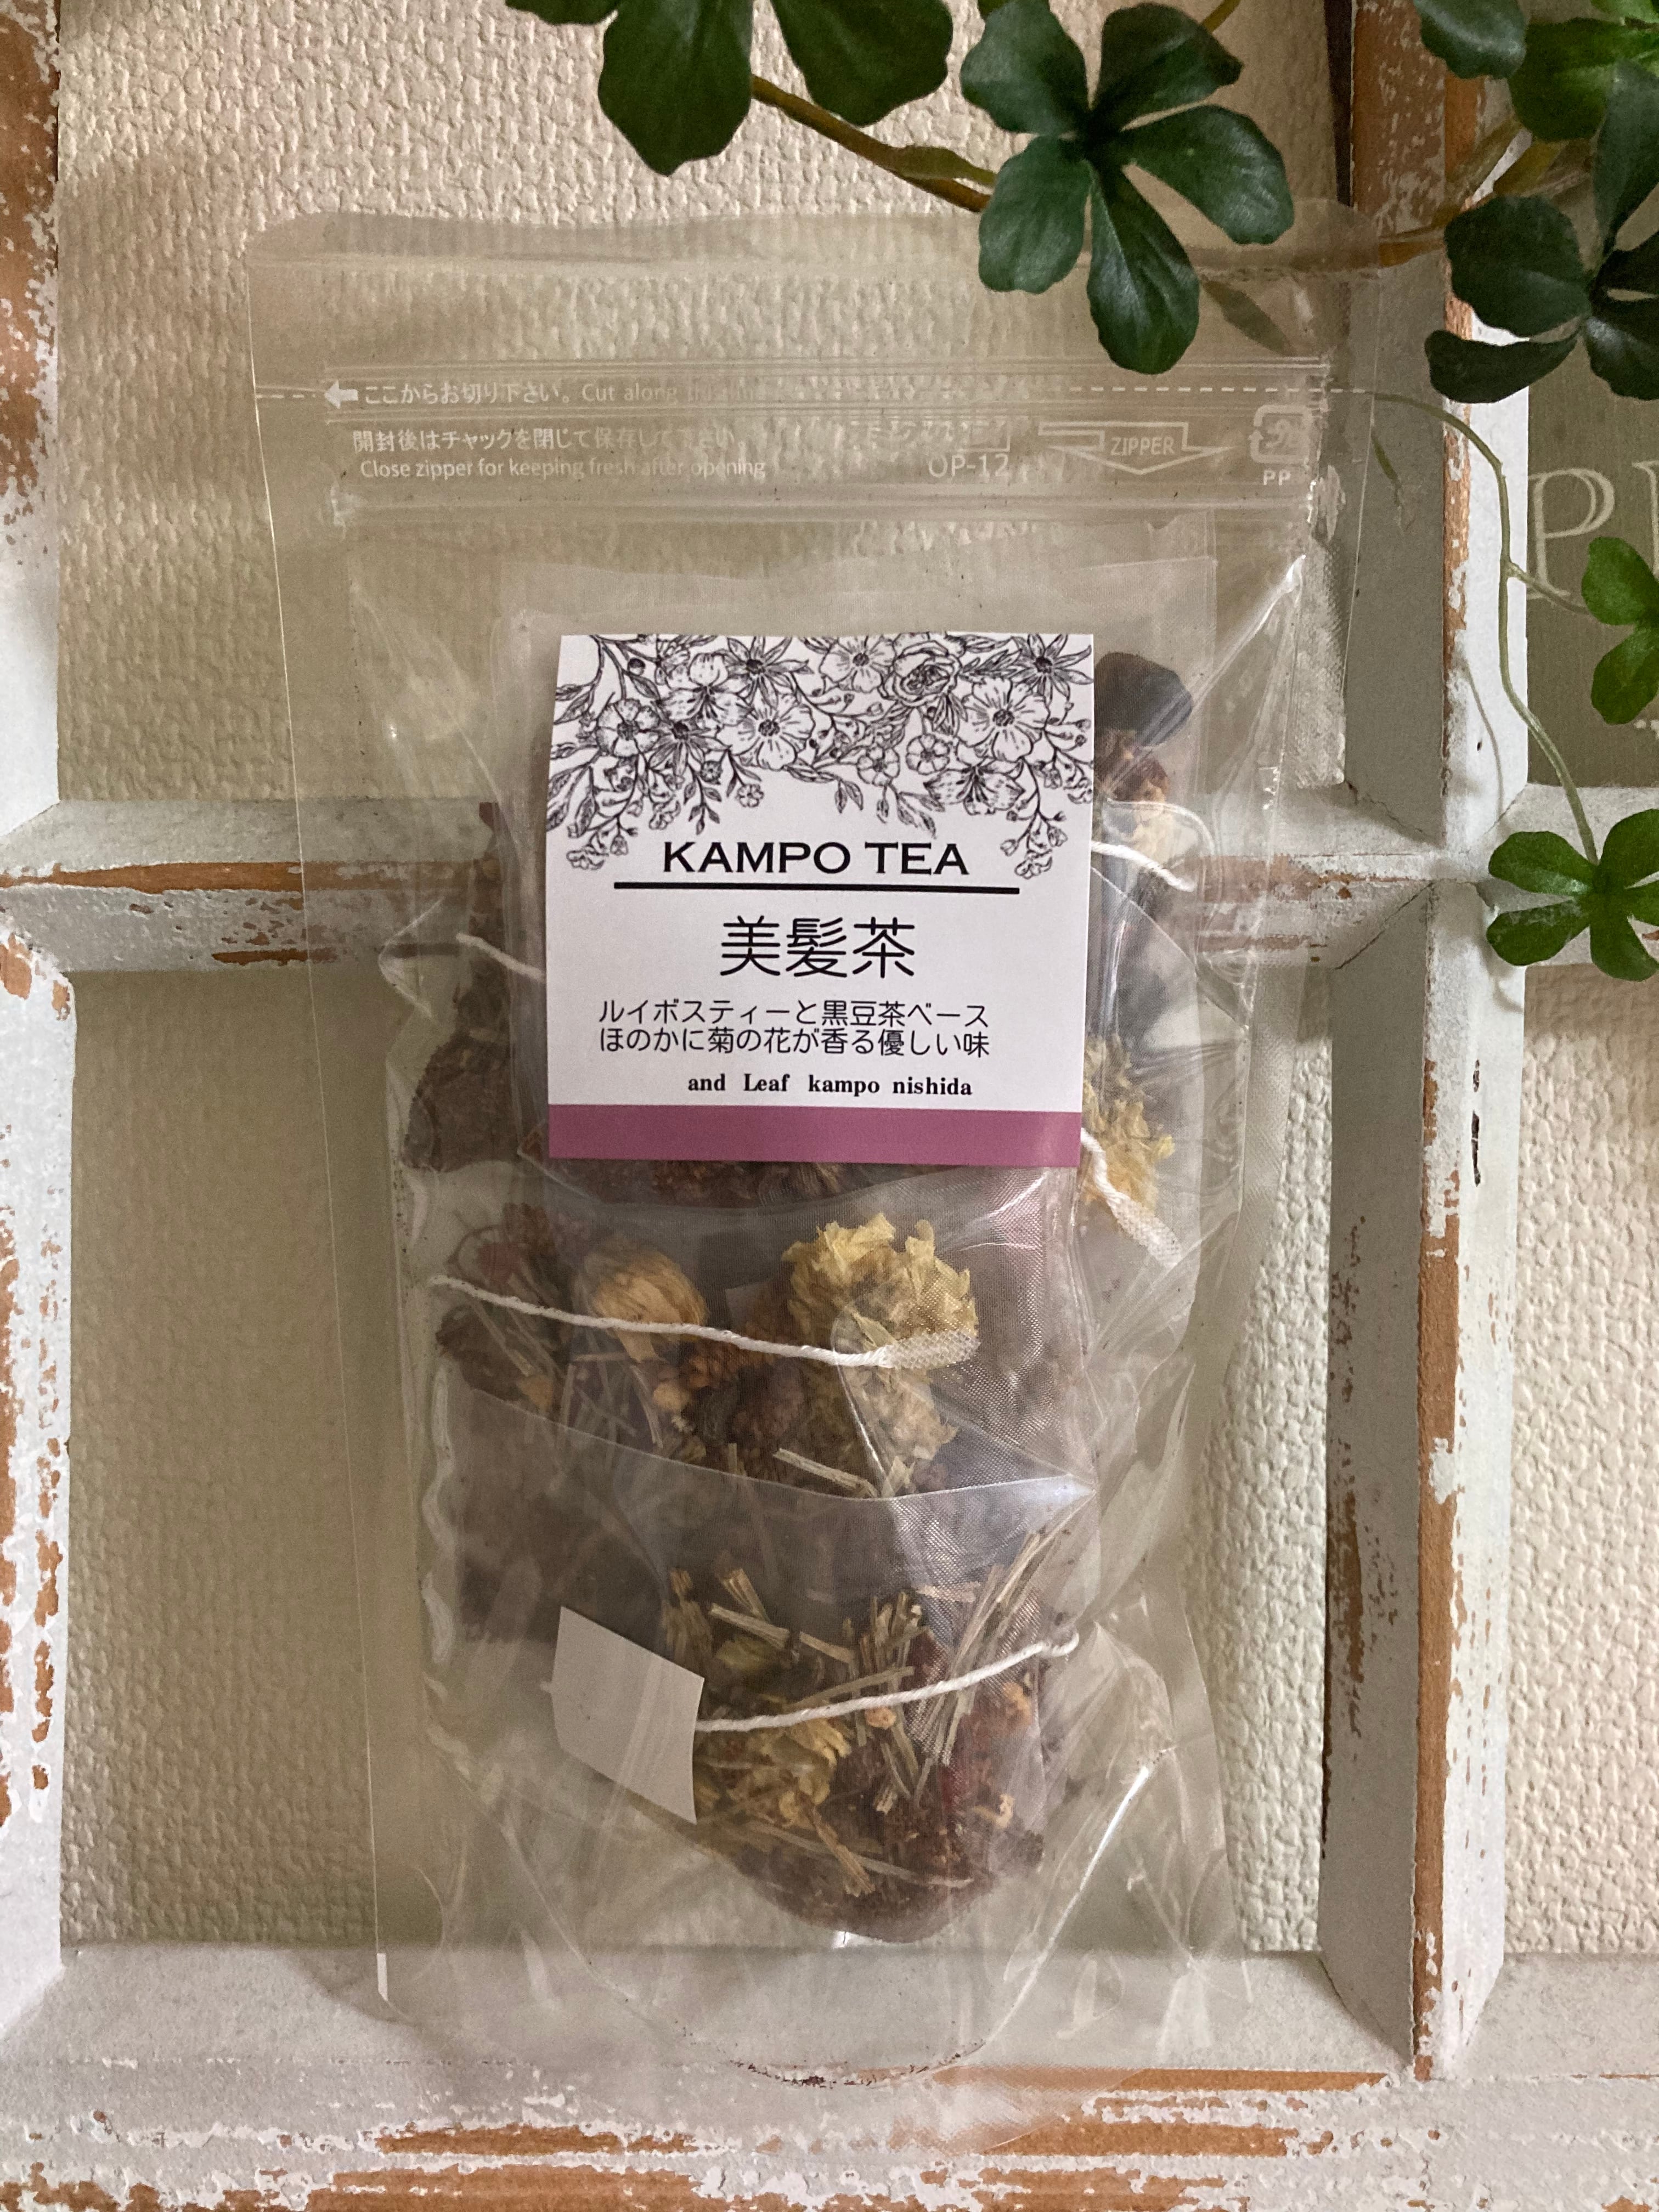 ここからお切り下さい。Cut along
開封後はチャックを閉じて保存して下さい。
Close zipper for keeping fresh after opening
OP-12
ZIPPER
PP
KAMPO TEA
美髪茶
ルイボスティーと黒豆茶ベース
ほのかに菊の花が香る優しい味
and Leaf kampo nishida